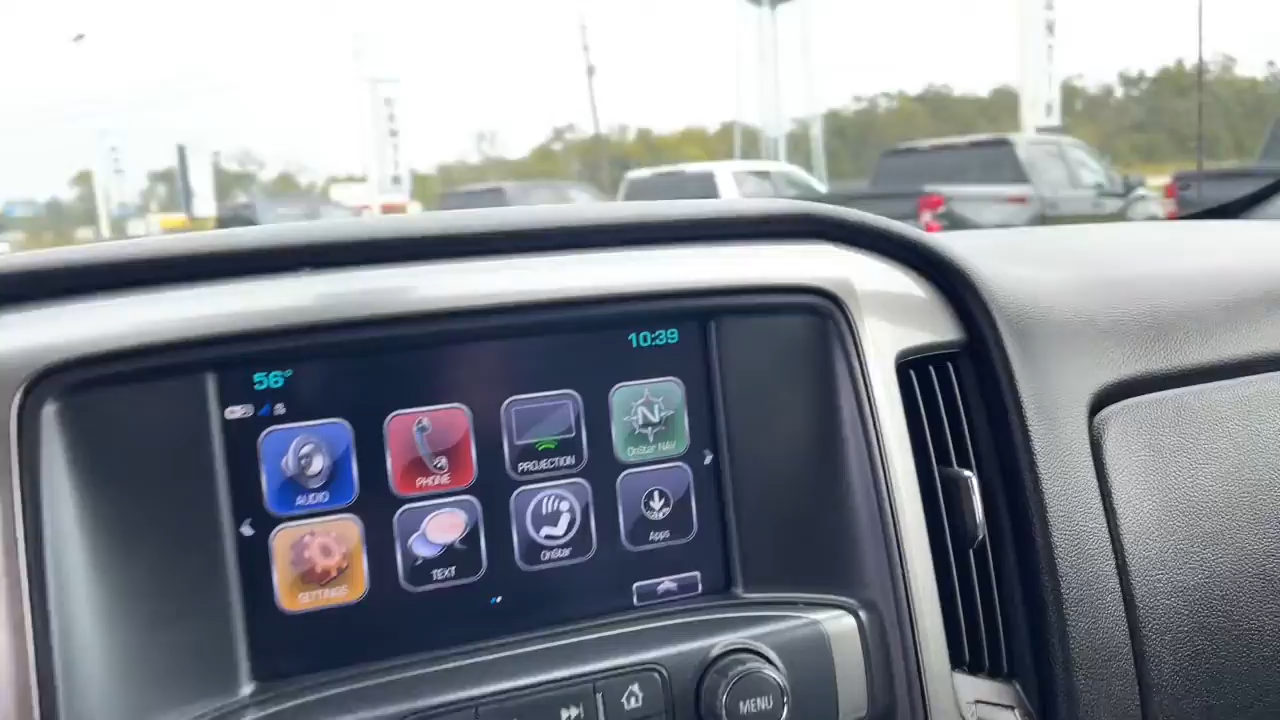 56°
10:39
AUDIO
PHONE
PROJECTION
N
OnStar NAV
SETTINGS
TEXT
OnStar
Apps
MENU